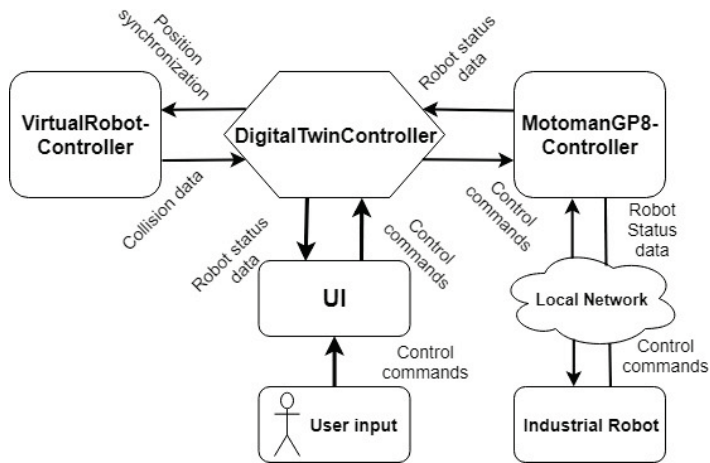 Position
synchronization
Robot status
data
VirtualRobot-
Controller
DigitalTwinController
MotomanGP8-
Controller
Collision data
Control
commands
Robot status
data
Control
commands
Robot
Status
data
UI
Local Network
Control
commands
Control
commands
User input
Industrial Robot